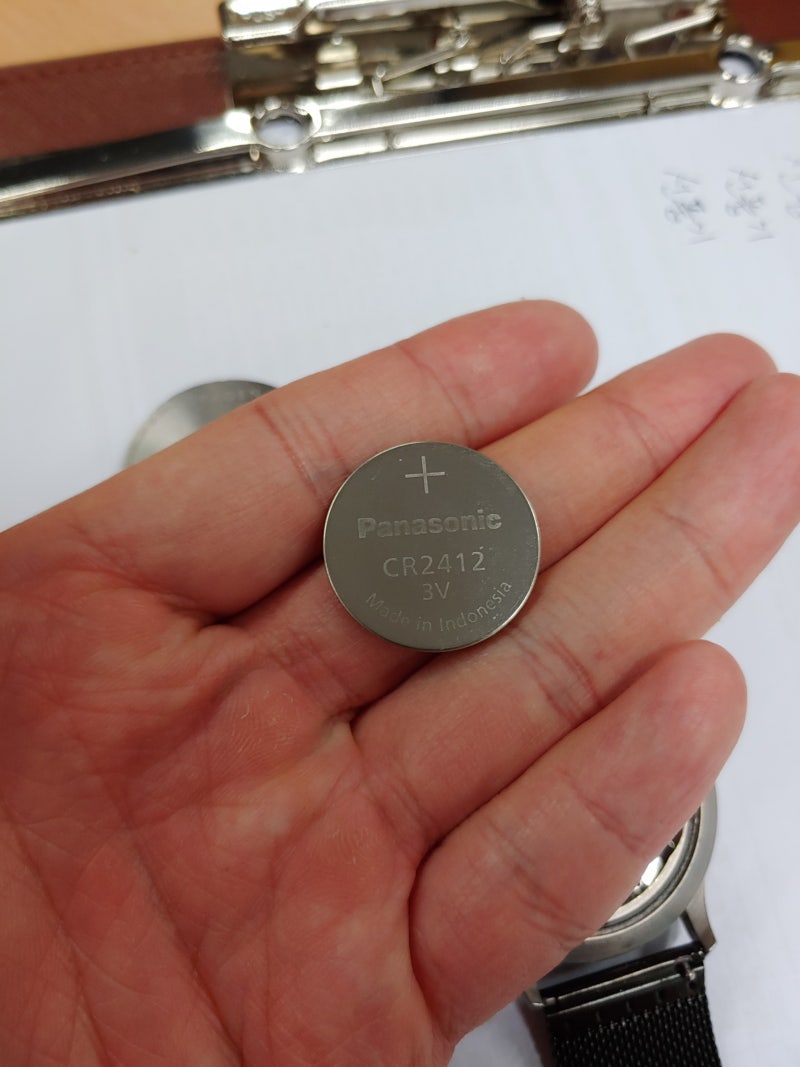 +
Panasonic
CR2412
3V
Made in Indonesia